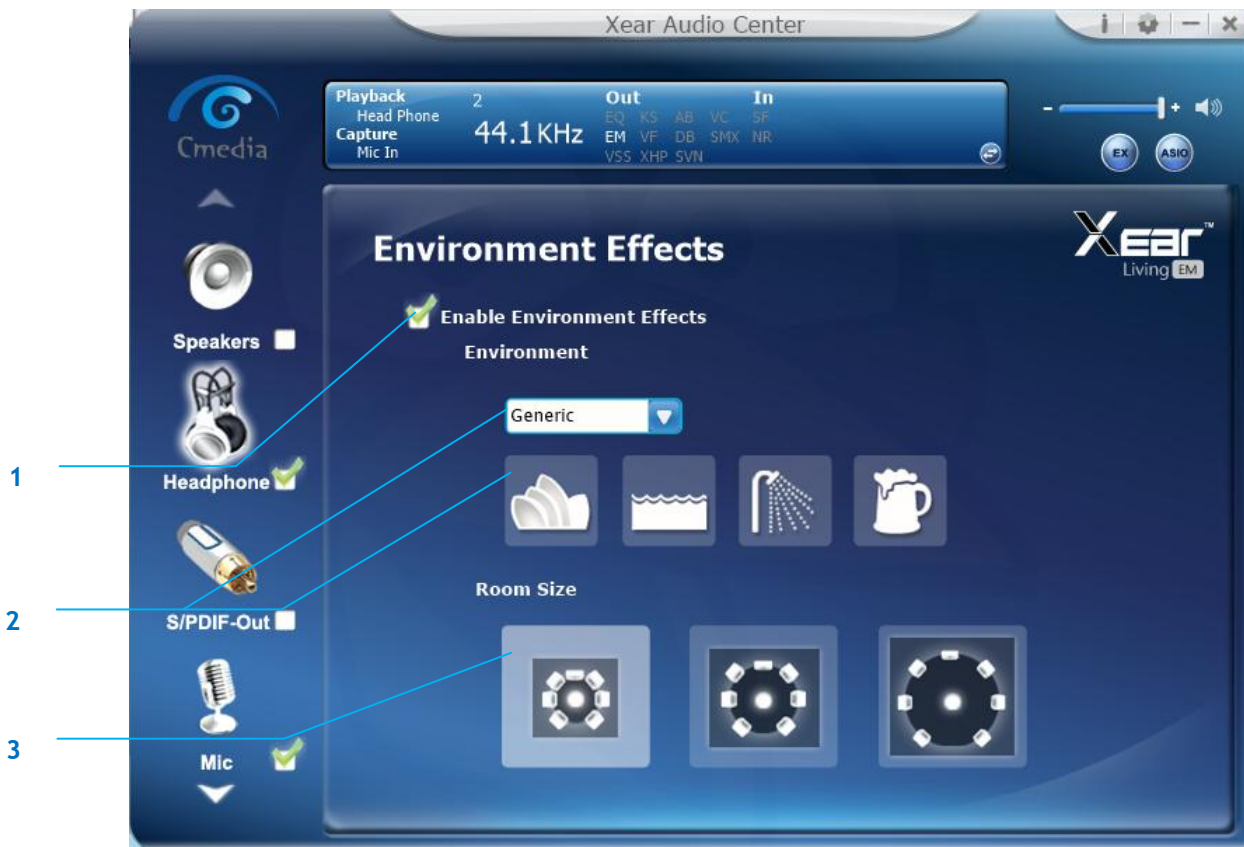 Xear Audio Center
i
Cmedia
Playback
Head Phone
Capture
Mic In
2
44.1 KHz
Out In
EQ KS AB VC SF
EM VF DB SMX NR
VSS XHP SVN
- +
EX ASIO
Speakers
Headphone
S/PDIF-Out
Mic
Environment Effects
Xear™
Living EM
Enable Environment Effects
Environment
Generic
Room Size
1
2
3